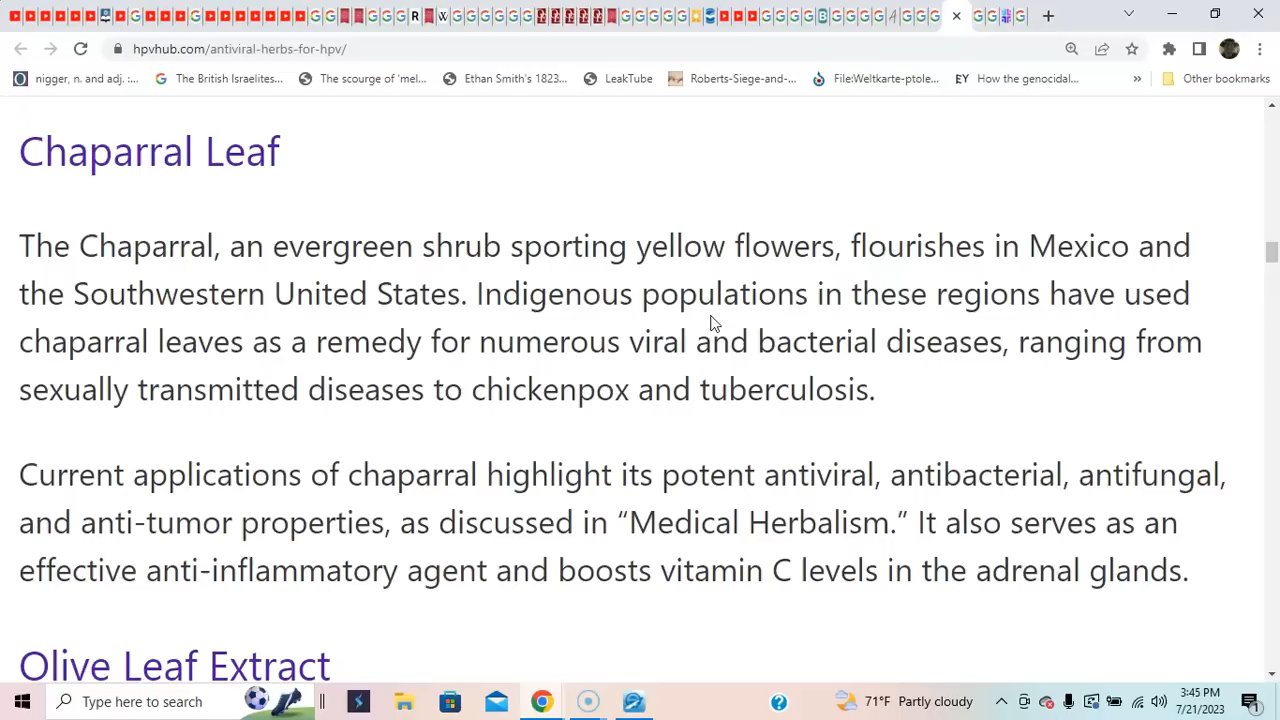 hpvhub.com/antiviral-herbs-for-hpv/
nigger, n. and adj. :...
The British Israelites...
The scourge of 'mel...
Ethan Smith's 1823...
LeakTube
Roberts-Siege-and-...
File:Weltkarte-ptole...
EY How the genocidal...
»
Other bookmarks
Chaparral Leaf
The Chaparral, an evergreen shrub sporting yellow flowers, flourishes in Mexico and
the Southwestern United States. Indigenous populations in these regions have used
chaparral leaves as a remedy for numerous viral and bacterial diseases, ranging from
sexually transmitted diseases to chickenpox and tuberculosis.
Current applications of chaparral highlight its potent antiviral, antibacterial, antifungal,
and anti-tumor properties, as discussed in “Medical Herbalism.” It also serves as an
effective anti-inflammatory agent and boosts vitamin C levels in the adrenal glands.
Olive Leaf Extract
Type here to search
71°F Partly cloudy
3:45 PM
7/21/2023
1